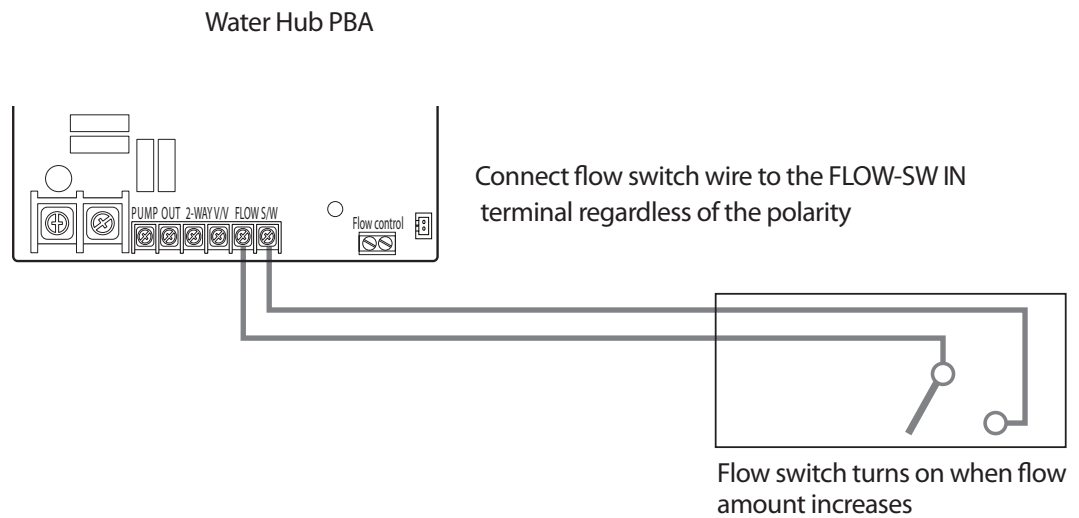 Water Hub PBA
Connect flow switch wire to the FLOW-SW IN
terminal regardless of the polarity
PUMP OUT 2-WAY V/V FLOW S/W
Flow control
Flow switch turns on when flow
amount increases